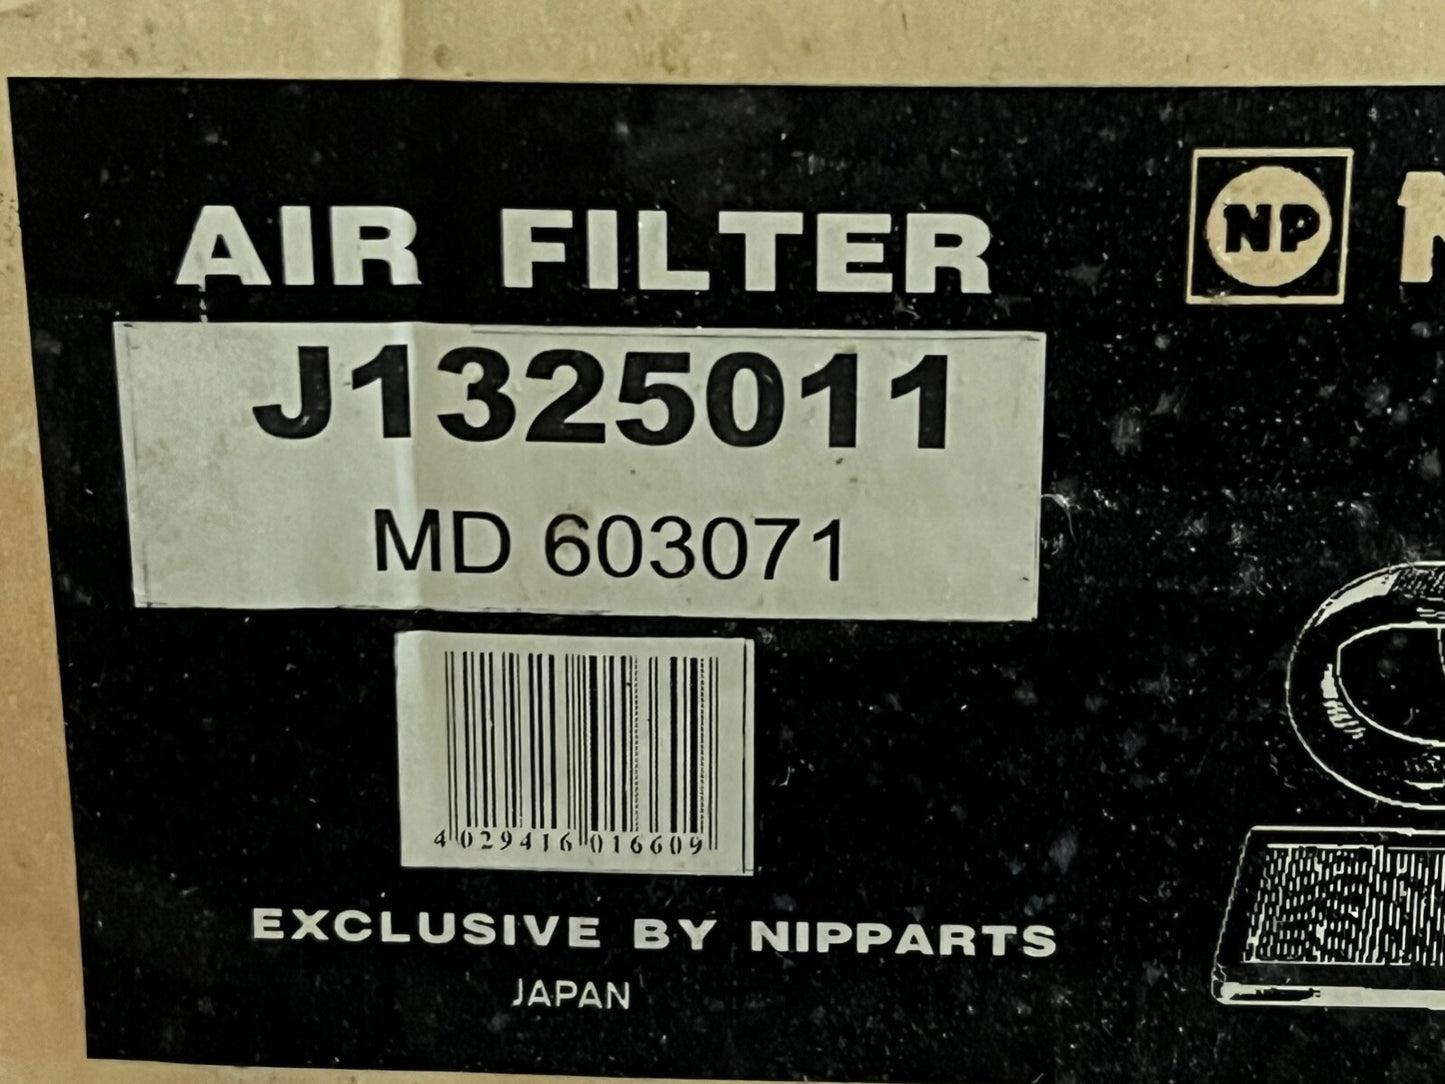 AIR FILTER
NP
J1325011
MD 603071
4 029416 016609
EXCLUSIVE BY NIPPARTS
JAPAN